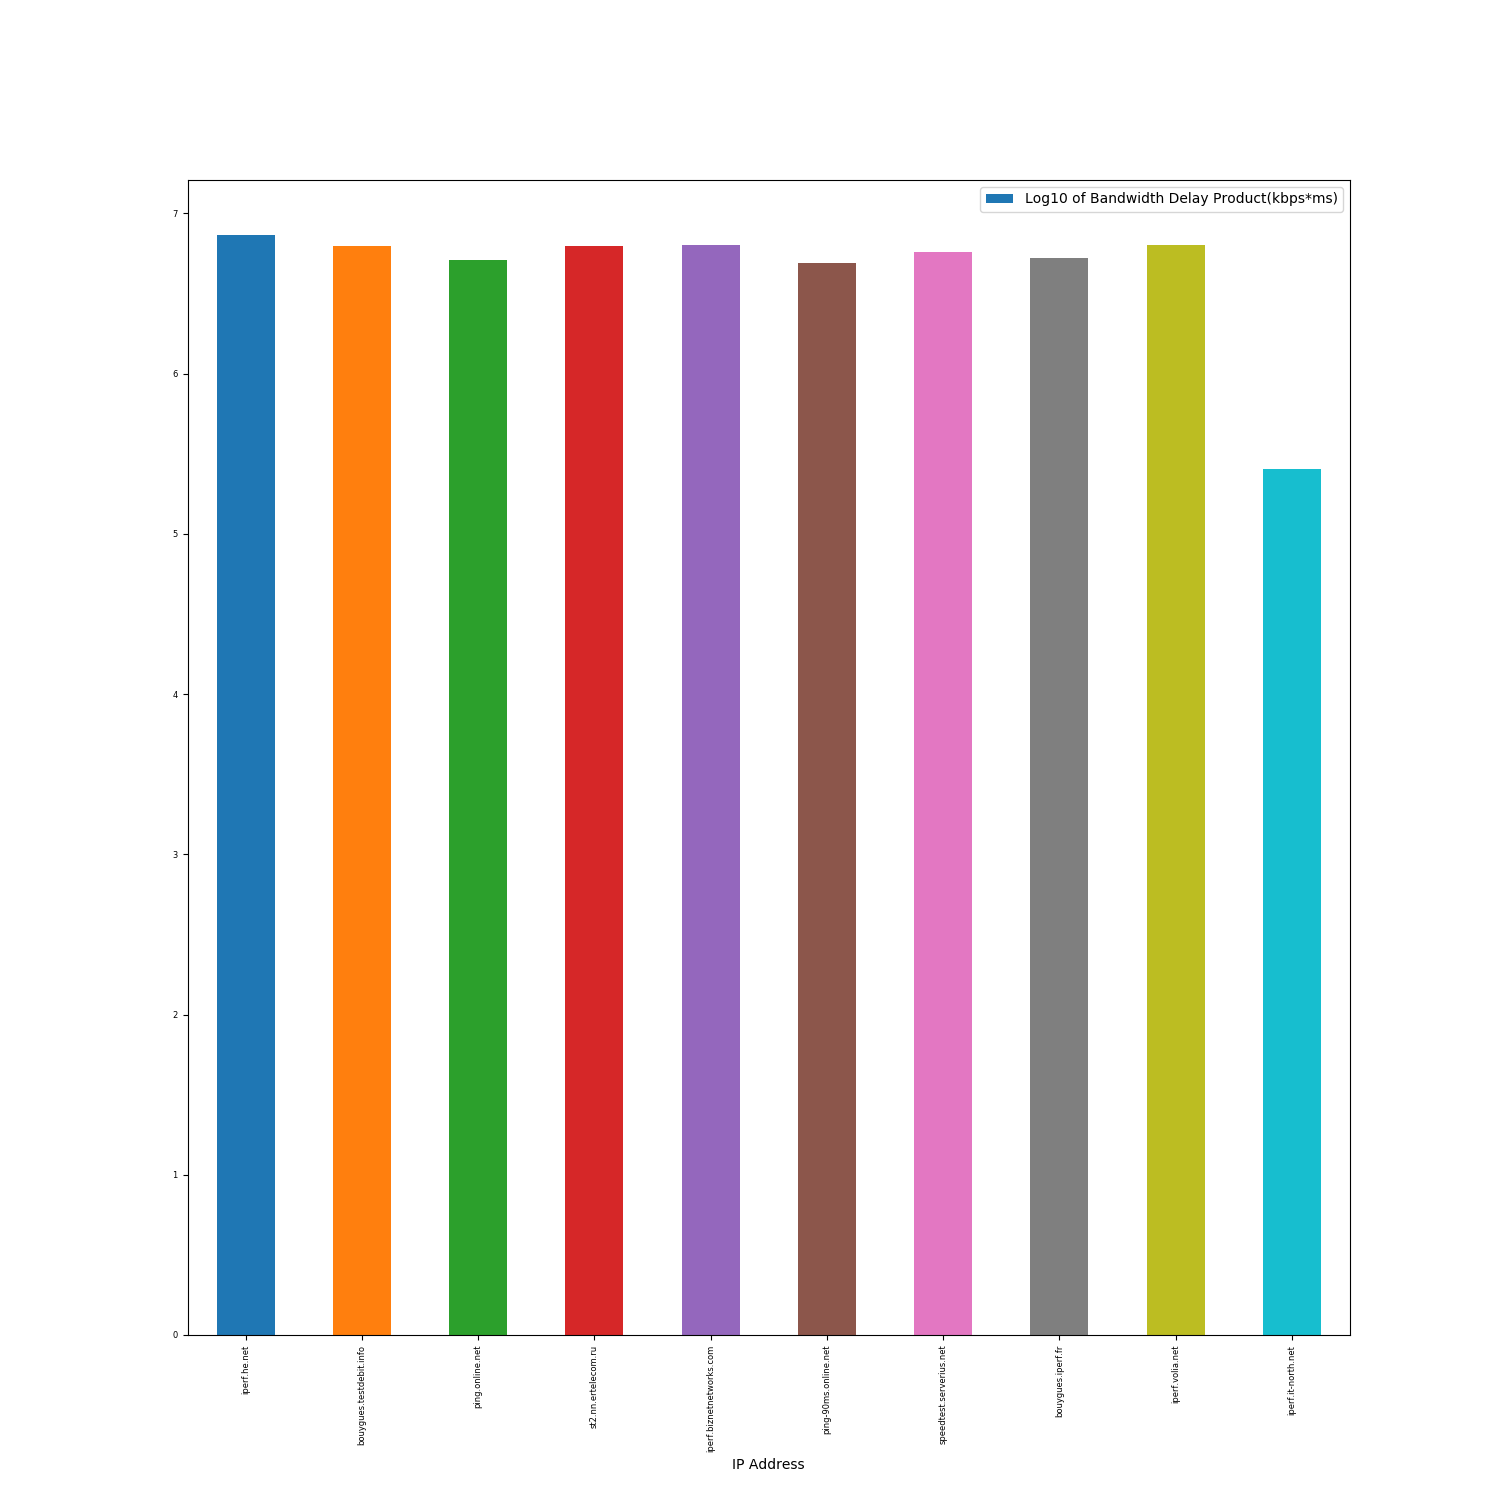 Log10 of Bandwidth Delay Product(kbps*ms)
7
6
5
4
3
2
1
0
iperf.he.net
bouygues.testdebit.info
ping.online.net
st2.nn.ertelecom.ru
iperf.biznetnetworks.com
ping-90ms.online.net
speedtest.serverius.net
bouygues.iperf.fr
iperf.volia.net
iperf.it-north.net
IP Address